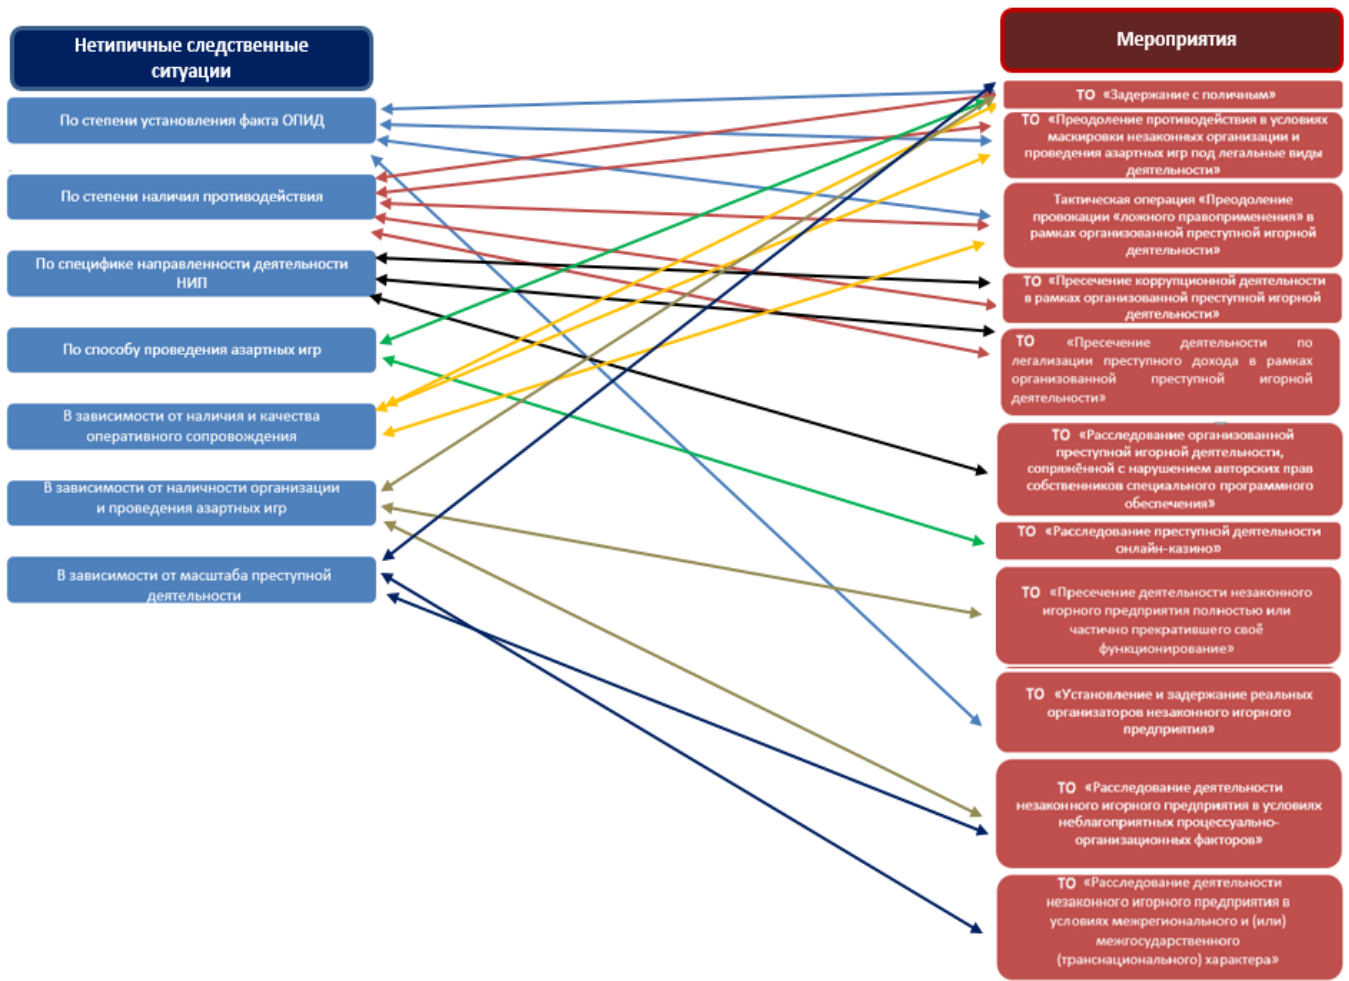 Нетипичные следственные
ситуации
По степени установления факта ОПИД
По степени наличия противодействия
По специфике направленности деятельности
НИП
По способу проведения азартных игр
В зависимости от наличия и качества
оперативного сопровождения
В зависимости от наличности организации
и проведения азартных игр
В зависимости от масштаба преступной
деятельности
Мероприятия
ТО «Задержание с поличным»
ТО «Преодоление противодействия в условиях
маскировки незаконных организации и
проведения азартных игр под легальные виды
деятельности»
Тактическая операция «Преодоление
провокации «ложного правоприменения» в
рамках организованной преступной игорной
деятельности»
ТО «Пресечение коррупционной деятельности
в рамках организованной преступной игорной
деятельности»
ТО «Пресечение деятельности по
легализации преступного дохода в рамках
организованной преступной игорной
деятельности»
ТО «Расследование организованной
преступной игорной деятельности,
сопряжённой с нарушением авторских прав
собственников специального программного
обеспечения»
ТО «Расследование преступной деятельности
онлайн-казино»
ТО «Пресечение деятельности незаконного
игорного предприятия полностью или
частично прекратившего своё
функционирование»
ТО «Установление и задержание реальных
организаторов незаконного игорного
предприятия»
ТО «Расследование деятельности
незаконного игорного предприятия в условиях
неблагоприятных процессуально-
организационных факторов»
ТО «Расследование деятельности
незаконного игорного предприятия в
условиях межрегионального и (или)
межгосударственного
(транснационального) характера»